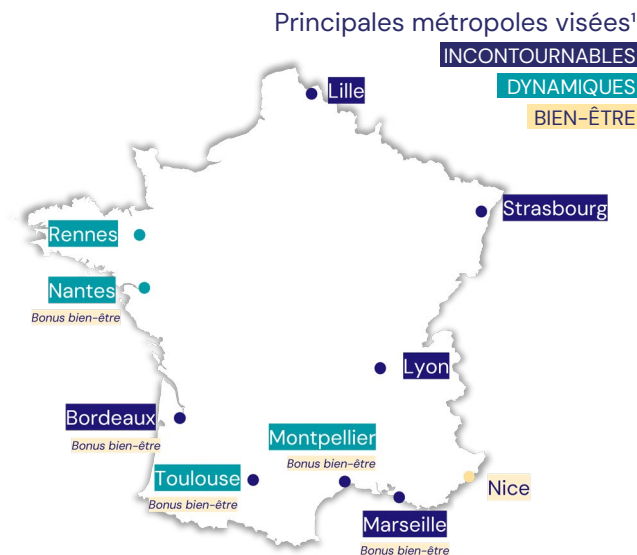 Principales métropoles visées¹
INCONTOURNABLES
DYNAMIQUES
BIEN-ÊTRE
Lille
Strasbourg
Rennes
Nantes
Bonus bien-être
Lyon
Bordeaux
Bonus bien-être
Montpellier
Bonus bien-être
Toulouse
Bonus bien-être
Nice
Marseille
Bonus bien-être